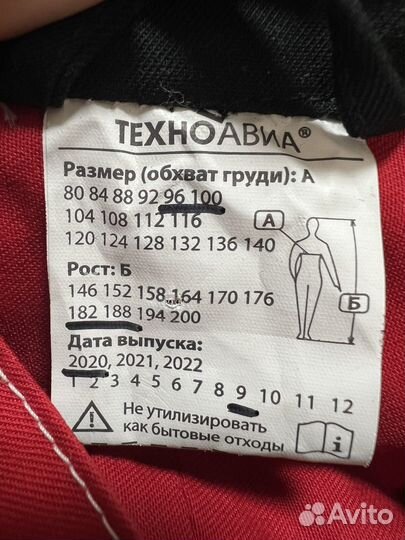 ТЕХНОАВИА®
Размер (обхват груди): А
80 84 88 92 96 100
104 108 112 116
120 124 128 132 136 140
А
Рост: Б
146 152 158 164 170 176
182 188 194 200
Б
Дата выпуска:
2020, 2021, 2022
1 2 3 4 5 6 7 8 9 10 11 12
Не утилизировать
как бытовые отходы
Avito